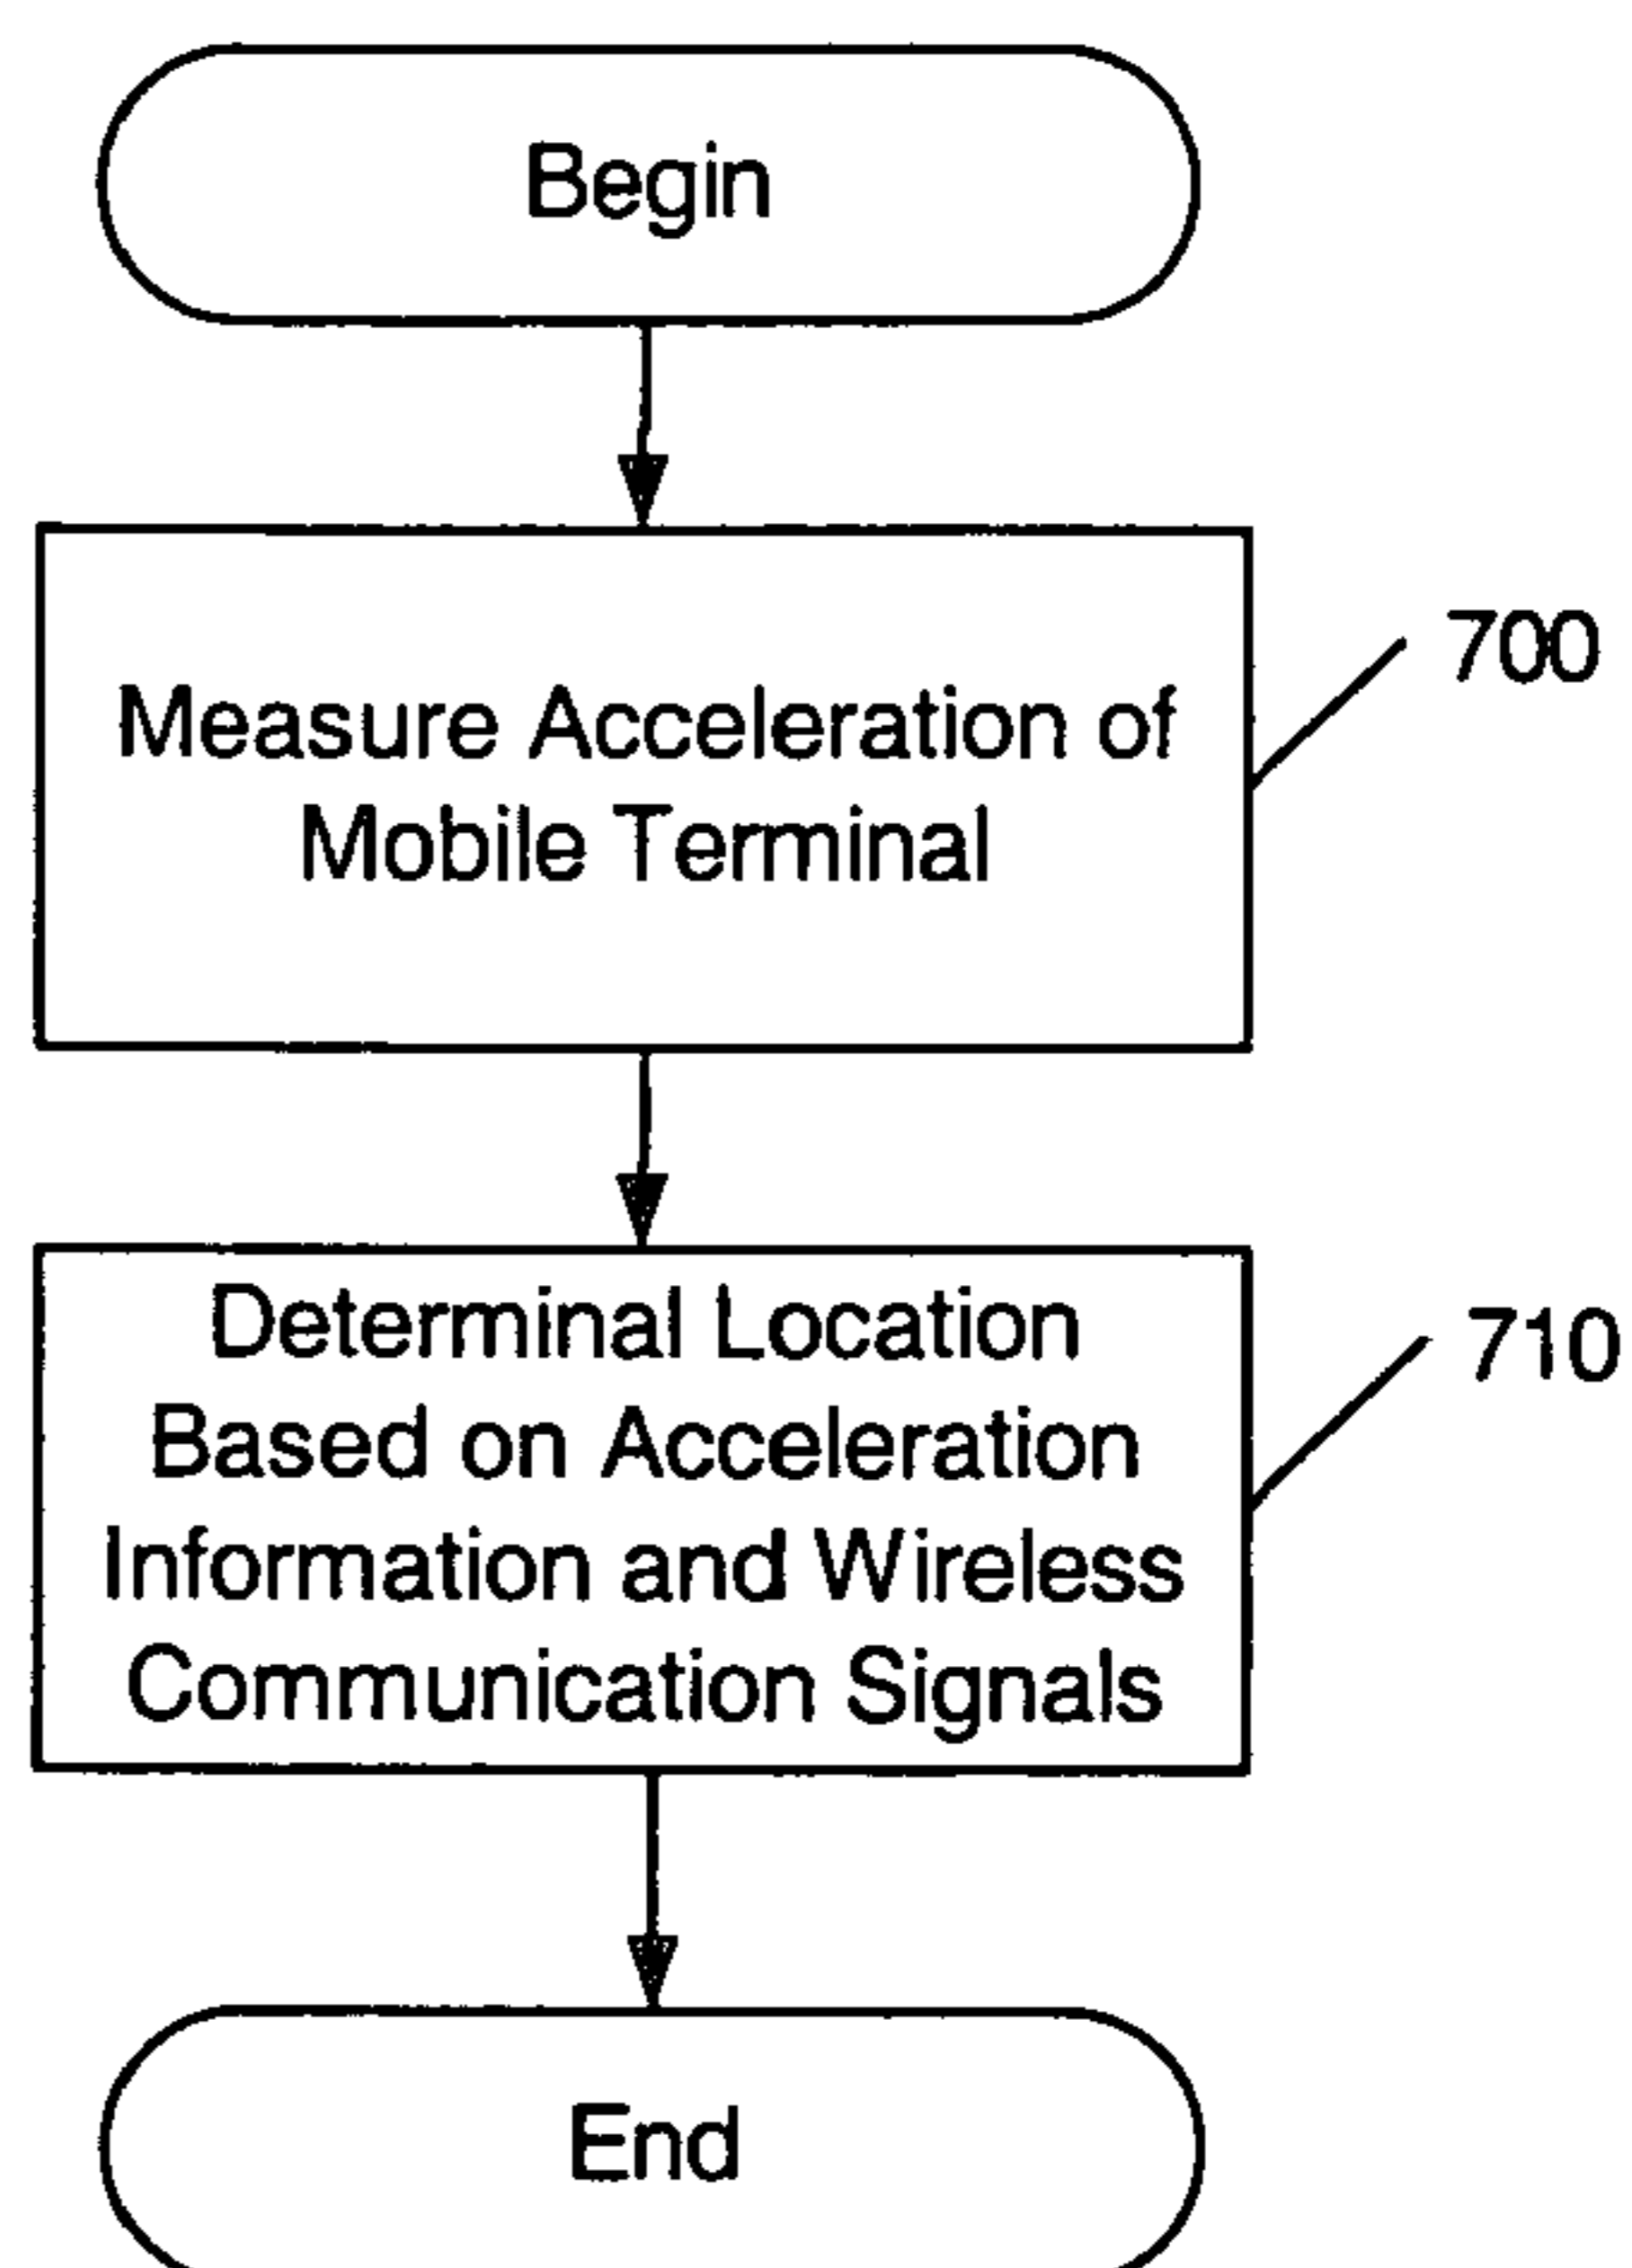 Begin
Measure Acceleration of
Mobile Terminal
700
Determinal Location
Based on Acceleration
Information and Wireless
Communication Signals
710
End